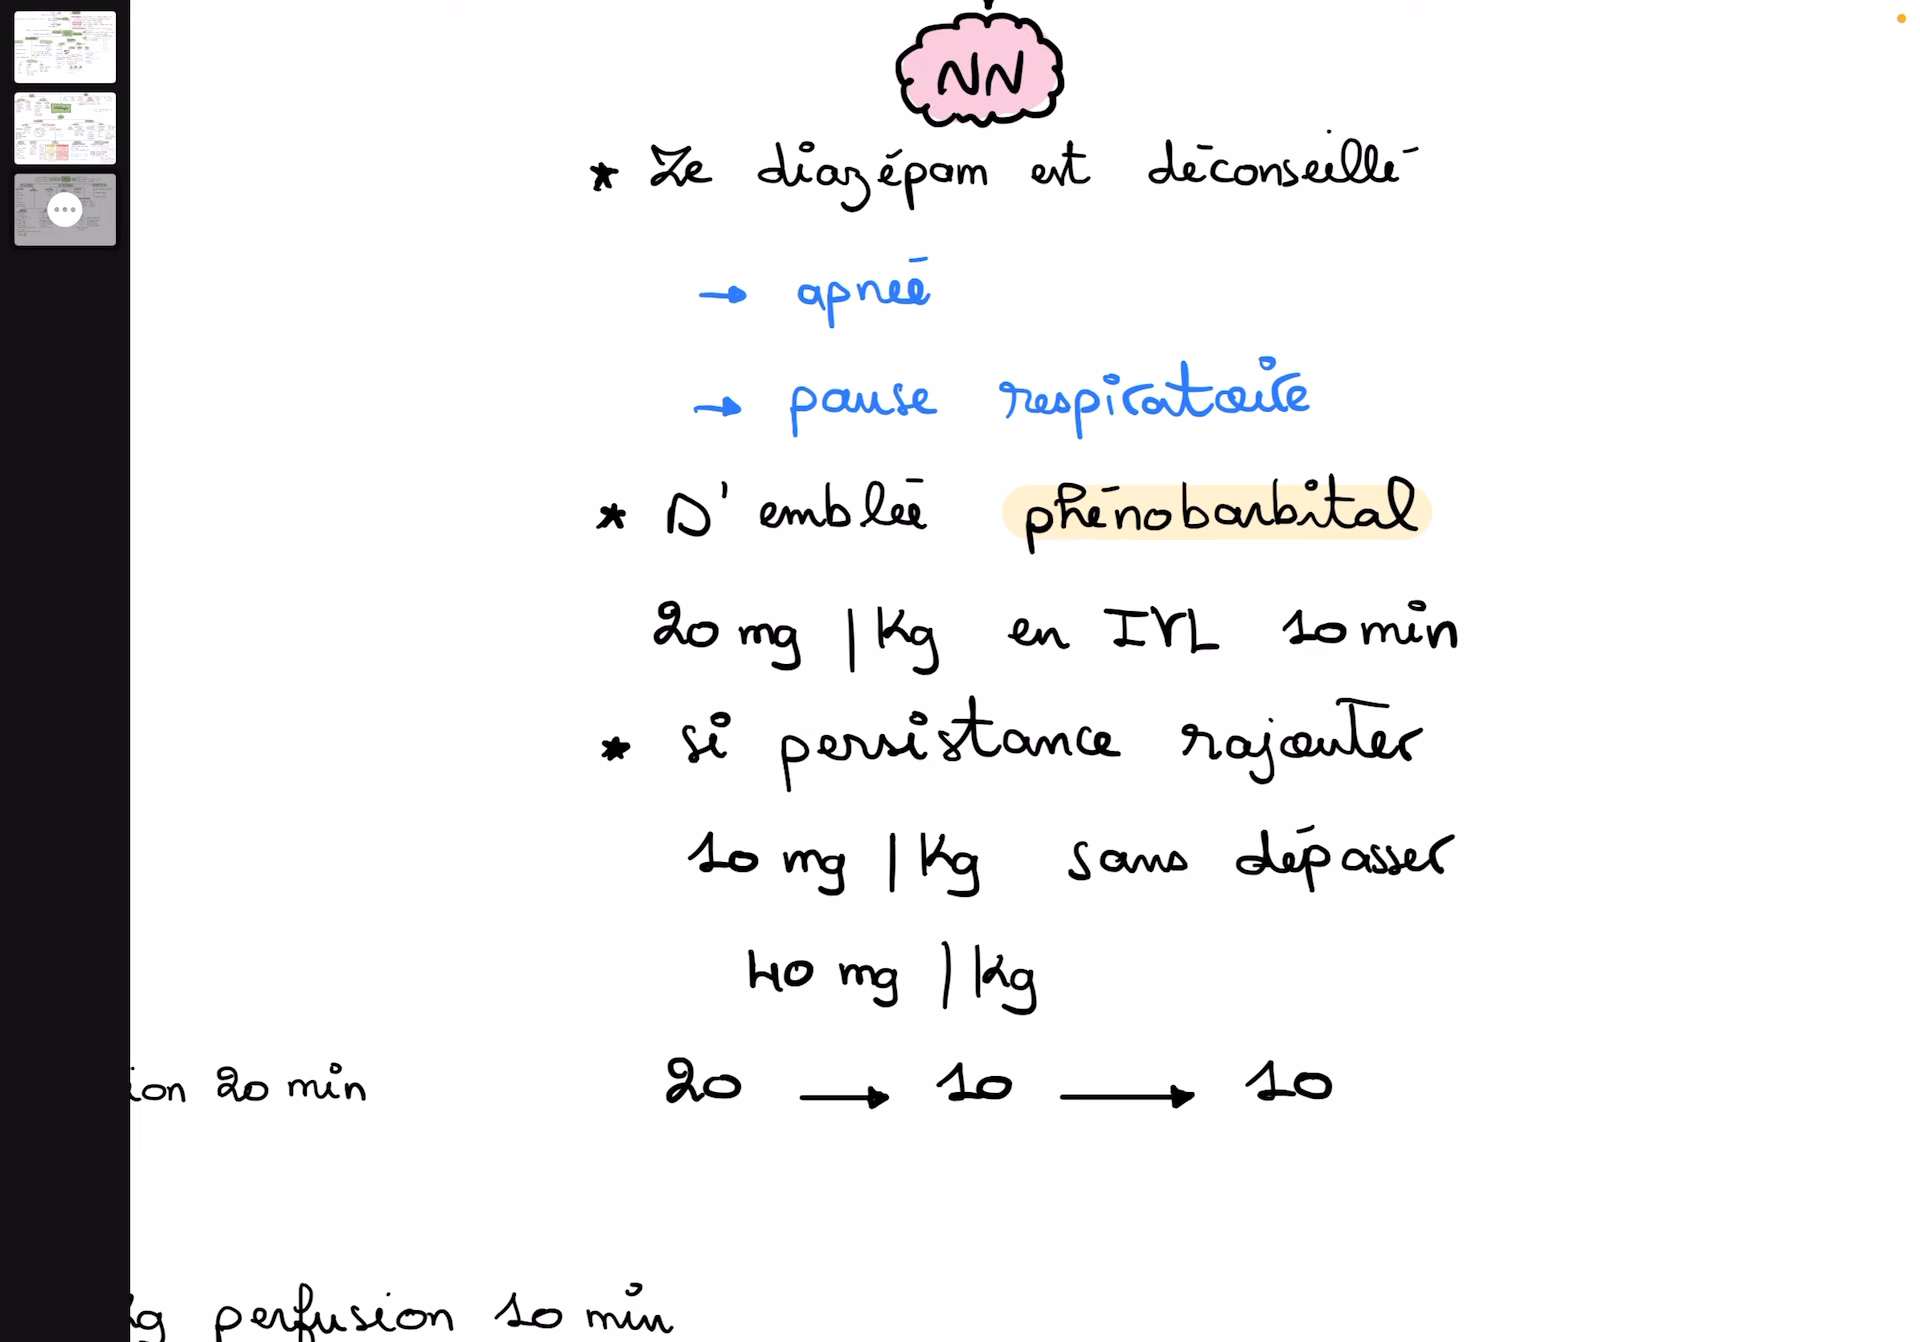 NN
* Le diazépam est déconseillé
→ apnée
→ pause respiratoire
* D'emblée phénobarbital
20 mg | Kg en IVL 10 min
* si persistance rajouter
10 mg | Kg sans dépasser
40 mg | Kg
ion 20 min
20 → 10 → 10
g perfusion 10 min